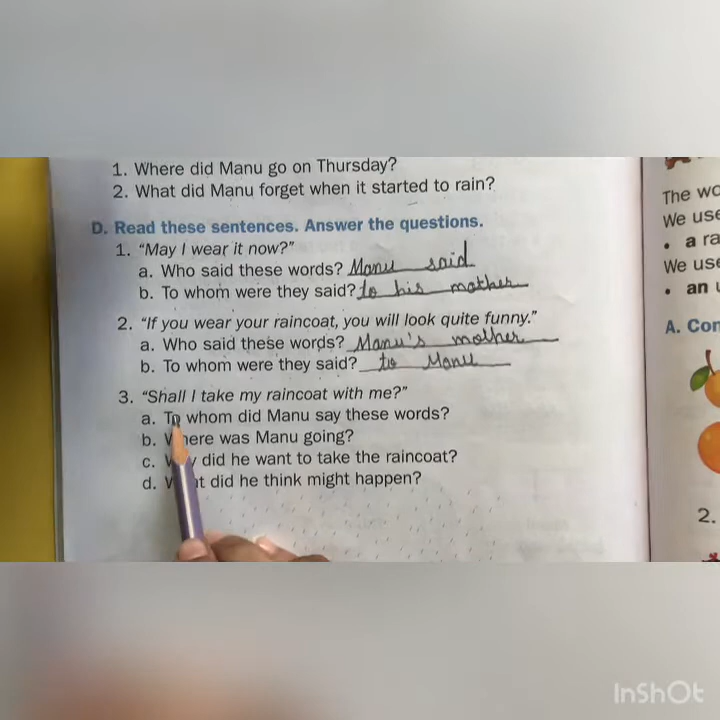 1. Where did Manu go on Thursday?
2. What did Manu forget when it started to rain?
D. Read these sentences. Answer the questions.
1. “May I wear it now?”
a. Who said these words? Manu said
b. To whom were they said? to his mother
2. “If you wear your raincoat, you will look quite funny.”
a. Who said these words? Manu's mother
b. To whom were they said? to Manu
3. “Shall I take my raincoat with me?”
a. To whom did Manu say these words?
b. Where was Manu going?
c. did he want to take the raincoat?
d. did he think might happen?
The
We use
• a
We use
• an
A.
2.
InShOt